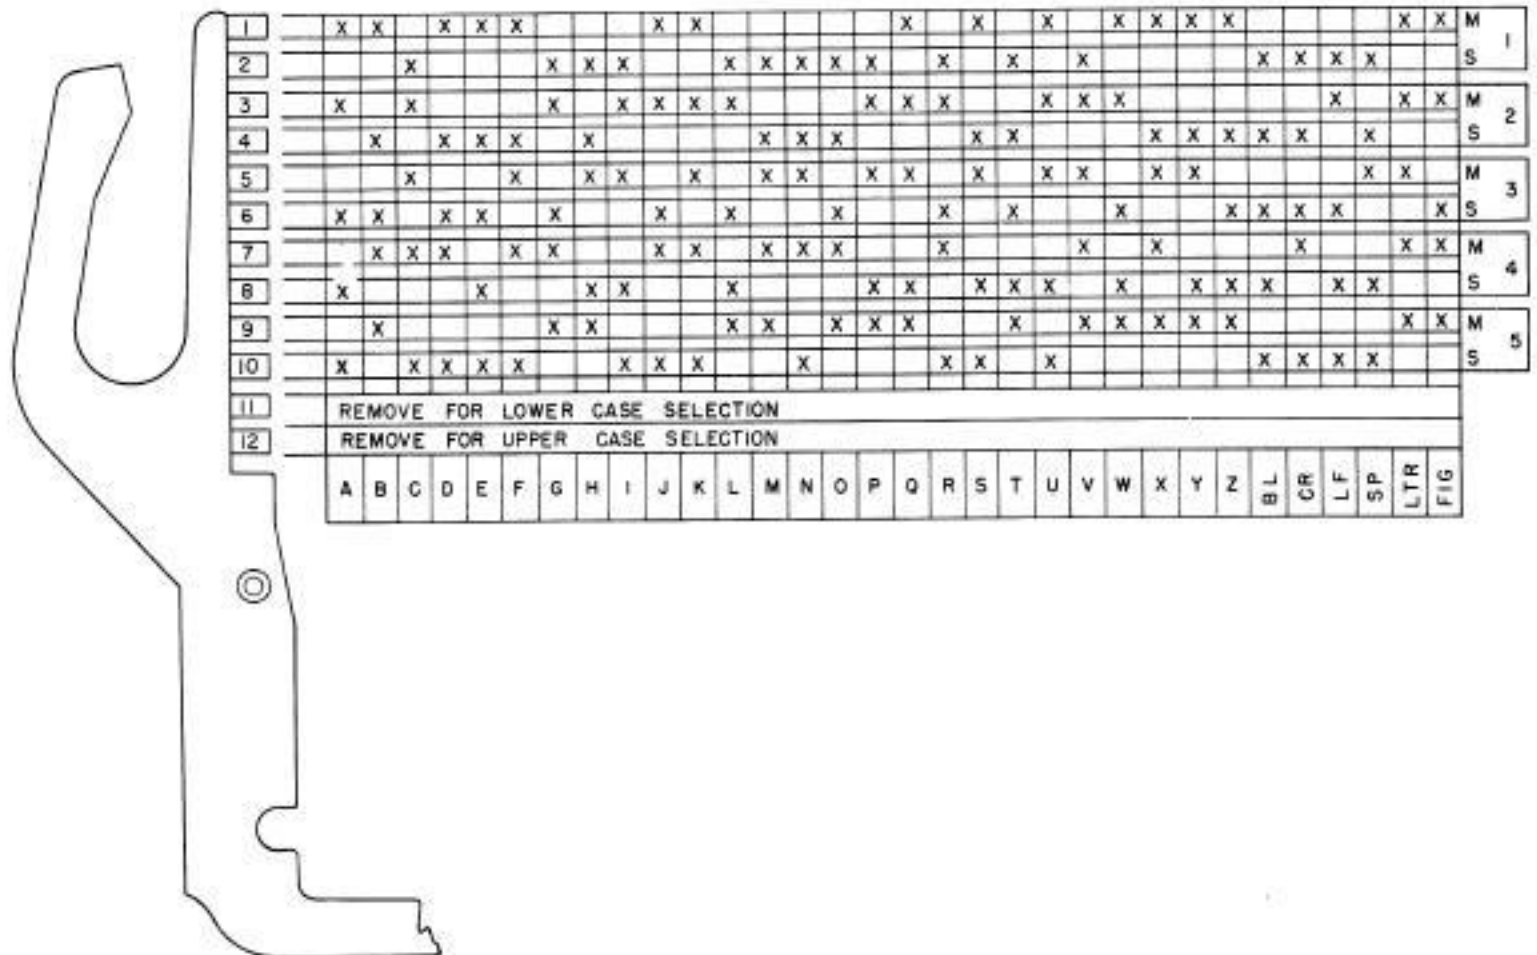 1 X X X X X X X X X X X X X X X X M
1
2 X X X X X X X X X X X X X X X X S
3 X X X X X X X X X X X X X X X X M
2
4 X X X X X X X X X X X X X X X X S
5 X X X X X X X X X X X X X X X X M
3
6 X X X X X X X X X X X X X X X X S
7 X X X X X X X X X X X X X X X X M
4
8 X X X X X X X X X X X X X X X X S
9 X X X X X X X X X X X X X X X X M
5
10 X X X X X X X X X X X X X X X X S
11 REMOVE FOR LOWER CASE SELECTION
12 REMOVE FOR UPPER CASE SELECTION
A B C D E F G H I J K L M N O P Q R S T U V W X Y Z BL CR LF SP LTR FIG